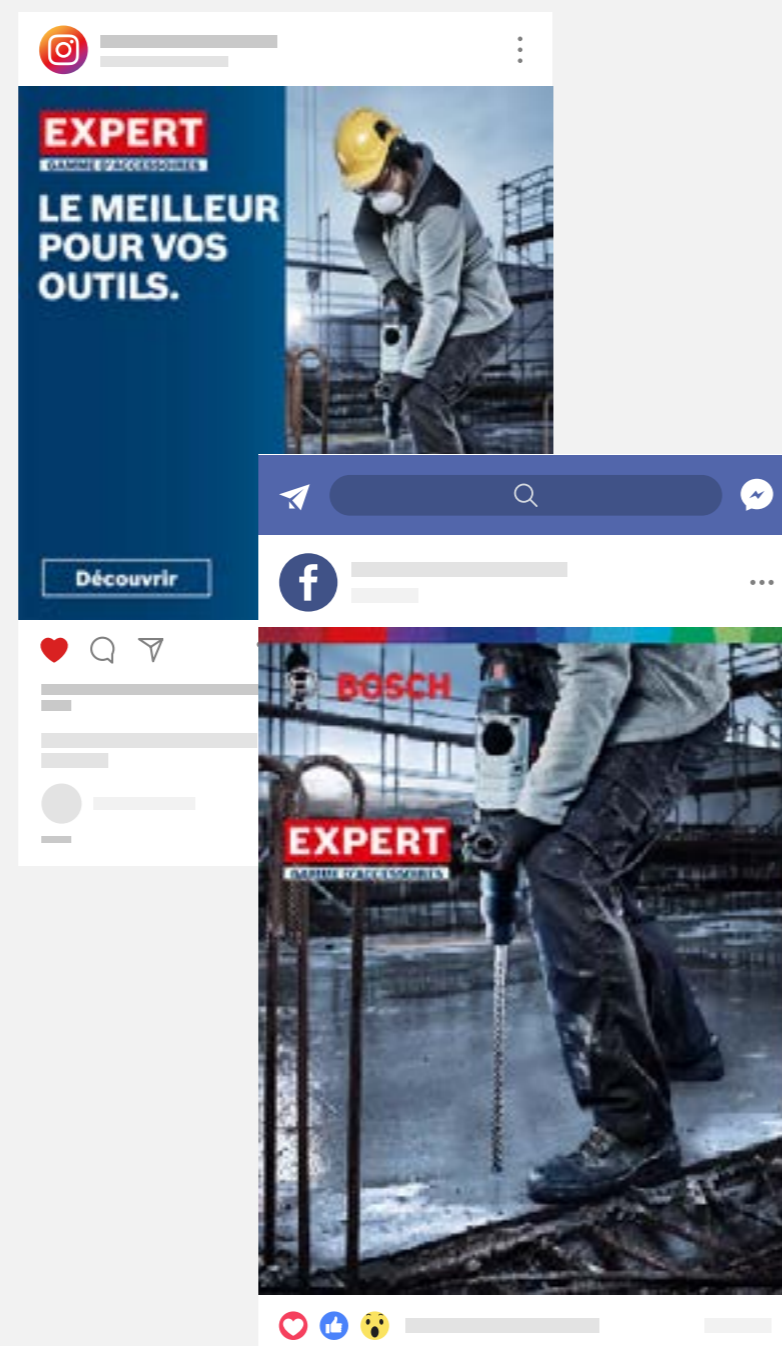 EXPERT
GAMME D'ACCESSOIRES
LE MEILLEUR
POUR VOS
OUTILS.
Découvrir
f
BOSCH
EXPERT
GAMME D'ACCESSOIRES